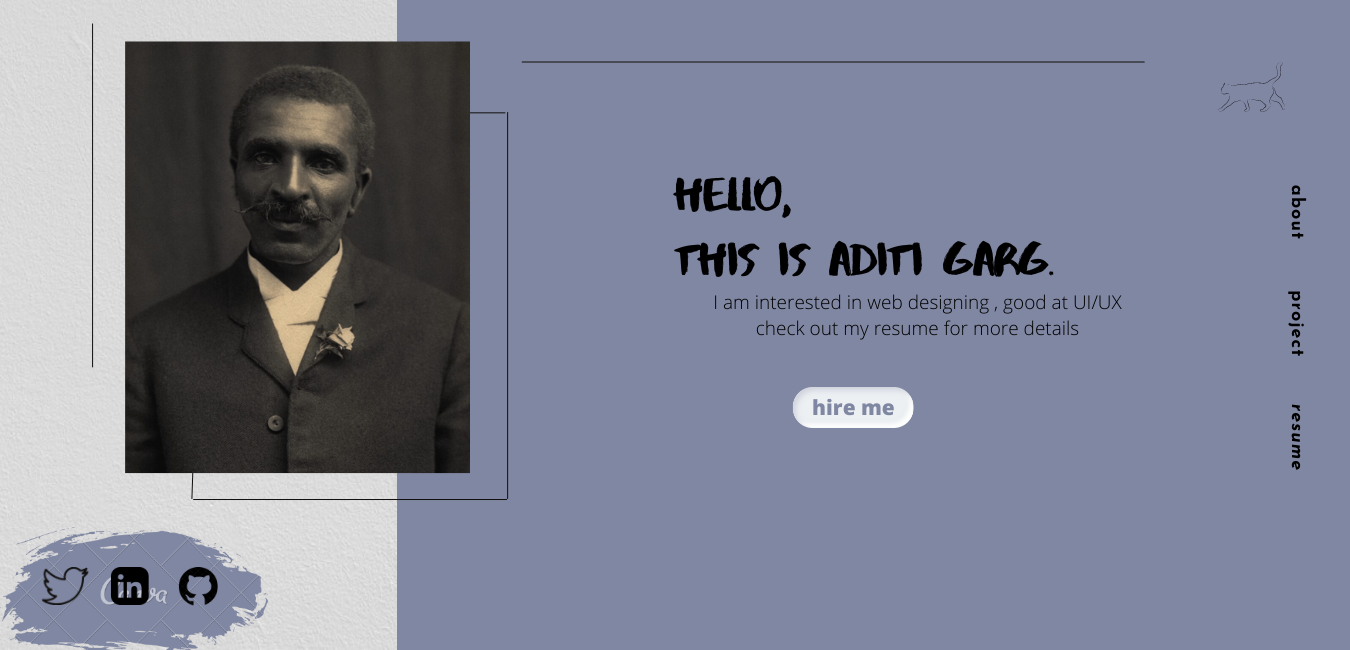 HELLO,
THIS IS ADITI GARG.
I am interested in web designing , good at UI/UX
check out my resume for more details
hire me
about
project
resume
in
Canva